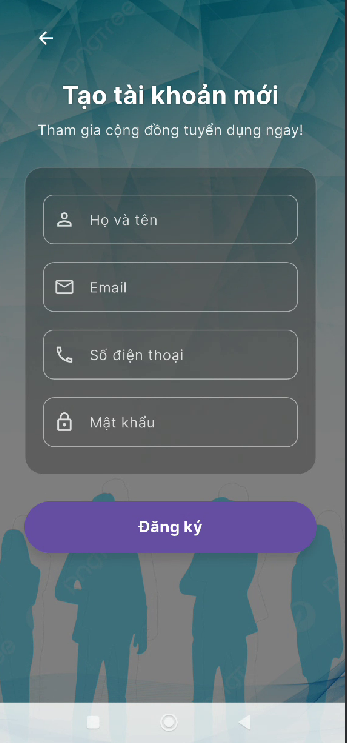 Tạo tài khoản mới
Tham gia cộng đồng tuyển dụng ngay!
Họ và tên
Email
Số điện thoại
Mật khẩu
Đăng ký